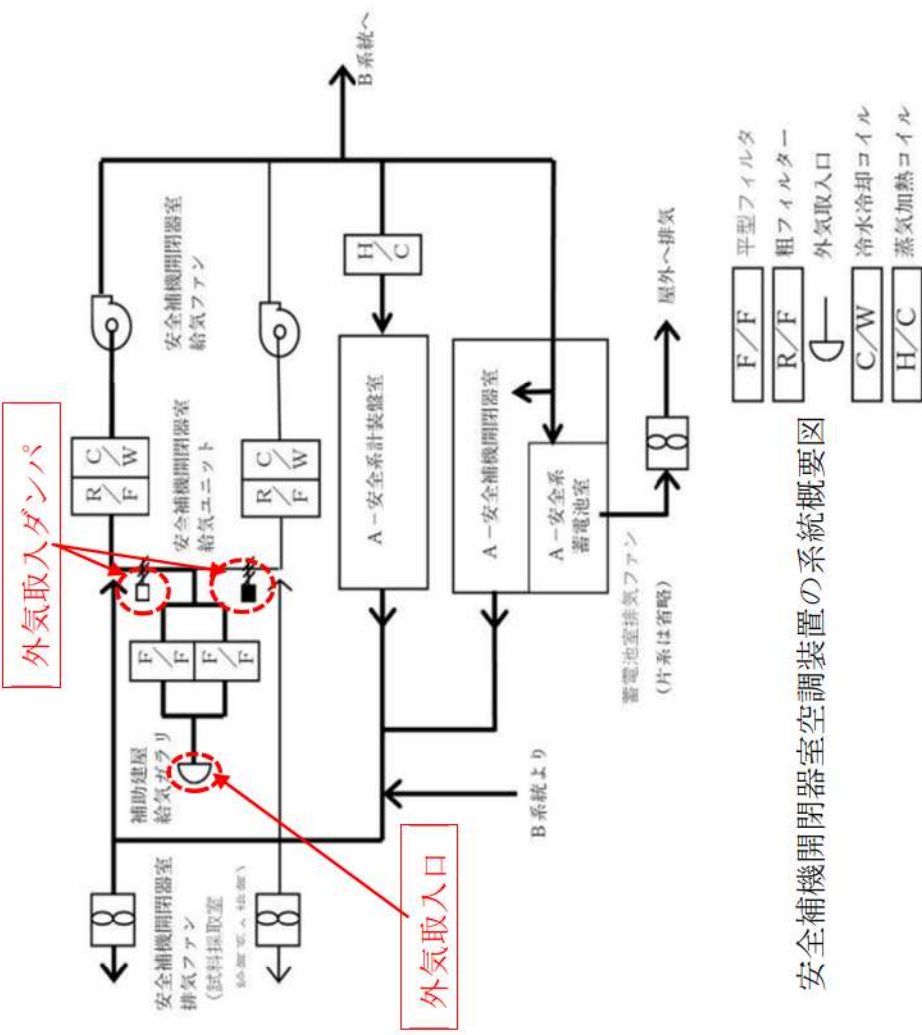 外気取入ダンパ
外気取入口
B系統へ
安全補機開閉器室
給気ファン
安全補機開閉器室
給気ユニット
R/F
C/W
R/F
C/W
F/F
F/F
補助建屋
給気ガラリ
安全補機開閉器室
排気ファン
(試料採取室
H/C
A-安全系計装盤室
A-安全補機開閉器室
A-安全系
蓄電池室
屋外へ排気
蓄電池室排気ファン
(片系は省略)
B系統より
F/F 平型フィルタ
R/F 粗フィルター
外気取入口
C/W 冷水冷却コイル
H/C 蒸気加熱コイル
安全補機開閉器室空調装置の系統概要図